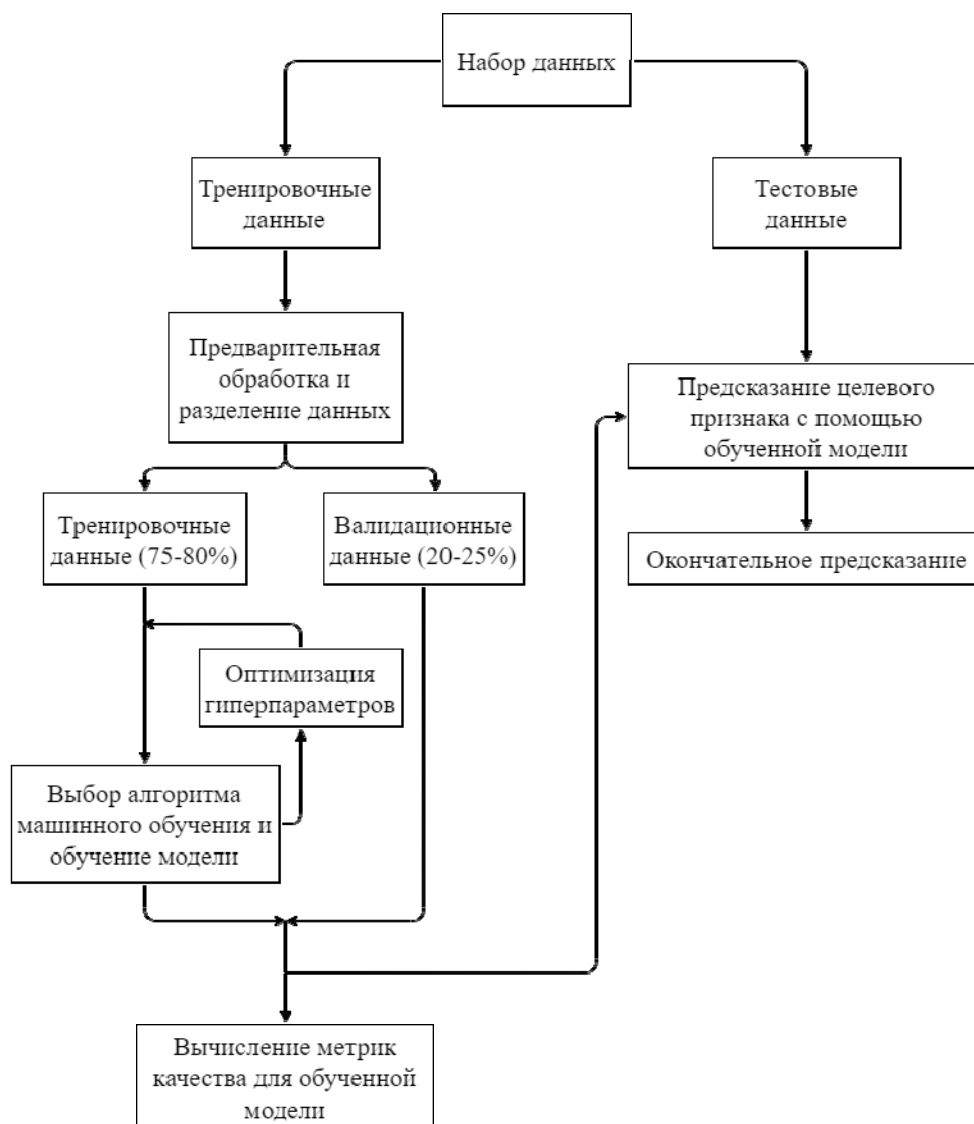 Набор данных
Тренировочные
данные
Тестовые
данные
Предварительная
обработка и
разделение данных
Предсказание целевого
признака с помощью
обученной модели
Тренировочные
данные (75-80%)
Валидационные
данные (20-25%)
Окончательное предсказание
Оптимизация
гиперпараметров
Выбор алгоритма
машинного обучения и
обучение модели
Вычисление метрик
качества для обученной
модели